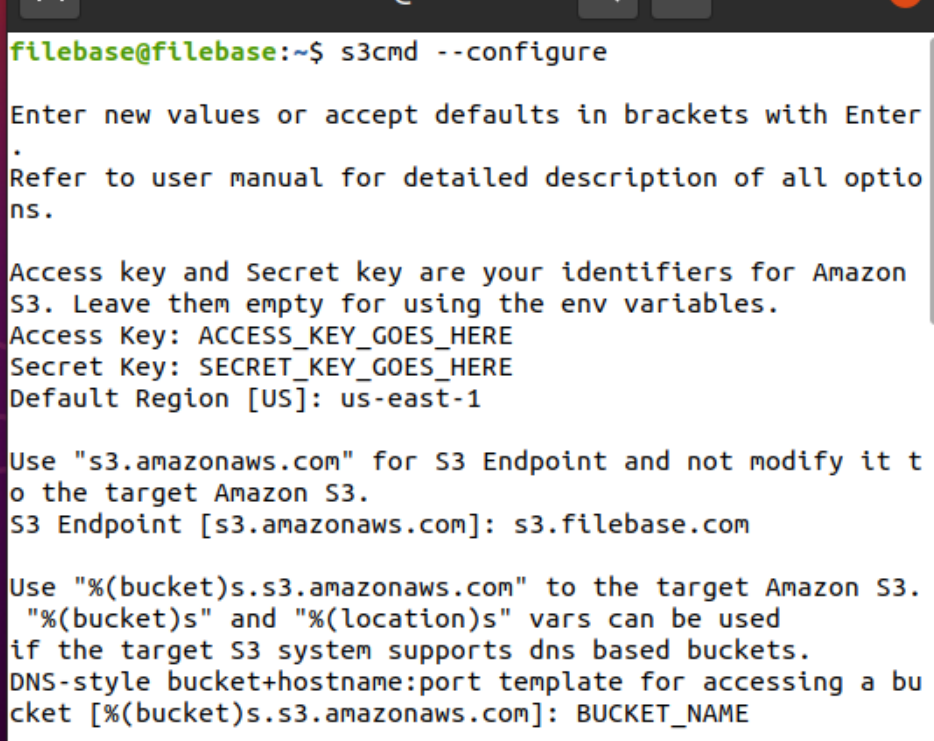 filebase@filebase:~$ s3cmd --configure
Enter new values or accept defaults in brackets with Enter
.
Refer to user manual for detailed description of all optio
ns.
Access key and Secret key are your identifiers for Amazon
S3. Leave them empty for using the env variables.
Access Key: ACCESS_KEY_GOES_HERE
Secret Key: SECRET_KEY_GOES_HERE
Default Region [US]: us-east-1
Use "s3.amazonaws.com" for S3 Endpoint and not modify it t
o the target Amazon S3.
S3 Endpoint [s3.amazonaws.com]: s3.filebase.com
Use "%(bucket)s.s3.amazonaws.com" to the target Amazon S3.
"%(bucket)s" and "%(location)s" vars can be used
if the target S3 system supports dns based buckets.
DNS-style bucket+hostname:port template for accessing a bu
cket [%(bucket)s.s3.amazonaws.com]: BUCKET_NAME